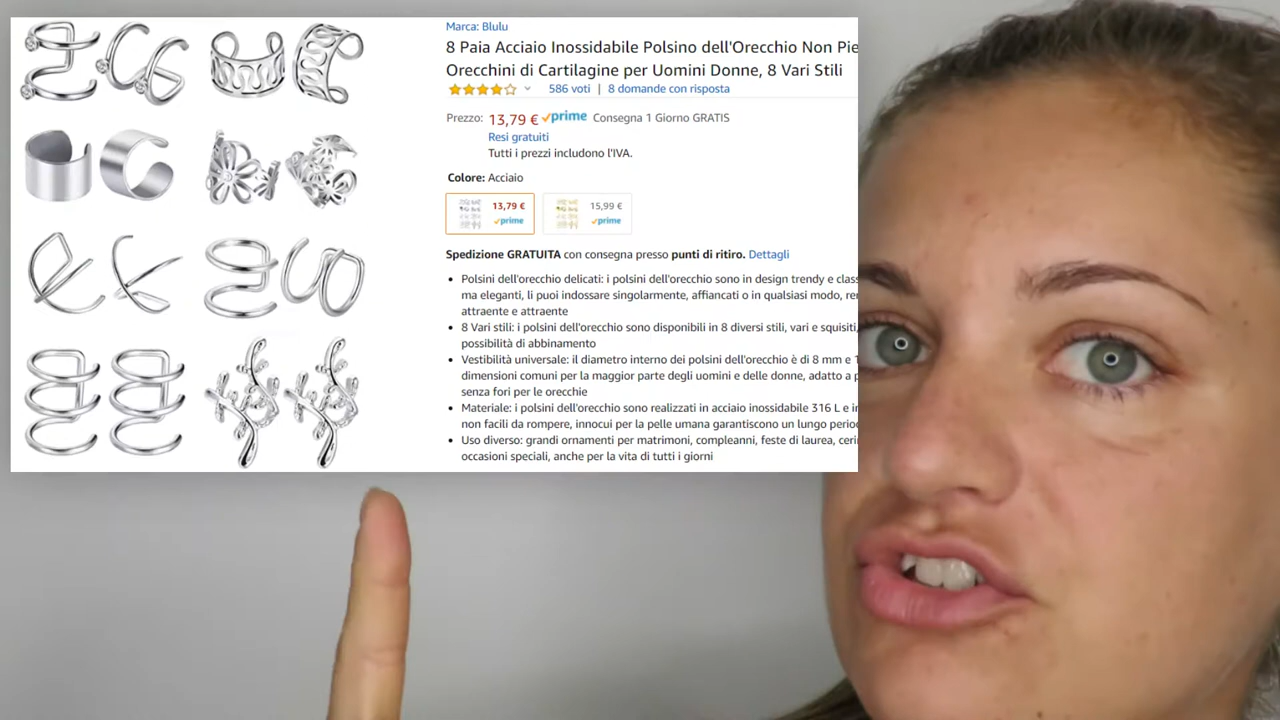 Marca: Blulu
8 Paia Acciaio Inossidabile Polsino dell'Orecchio Non
Orecchini di Cartilagine per Uomini Donne, 8 Vari Stili
586 voti | 8 domande con risposta
Prezzo: 13,79 € prime Consegna 1 Giorno GRATIS
Resi gratuiti
Tutti i prezzi includono l'IVA.
Colore: Acciaio
13,79 € prime
15,99 € prime
Spedizione GRATUITA con consegna presso punti di ritiro. Dettagli
Polsini dell'orecchio delicati: i polsini dell'orecchio sono in design trendy e
ma eleganti, li puoi indossare singolarmente, affiancati o in qualsiasi modo,
attraente e attraente
8 Vari stili: i polsini dell'orecchio sono disponibili in 8 diversi stili, vari e squisiti,
possibilità di abbinamento
Vestibilità universale: il diametro interno dei polsini dell'orecchio è di 8 mm e
dimensioni comuni per la maggior parte degli uomini e delle donne, adatto a
senza fori per le orecchie
Materiale: i polsini dell'orecchio sono realizzati in acciaio inossidabile 316 L e
non facili da rompere, innocui per la pelle umana garantiscono un lungo
Uso diverso: grandi ornamenti per matrimoni, compleanni, feste di laurea,
occasioni speciali, anche per la vita di tutti i giorni